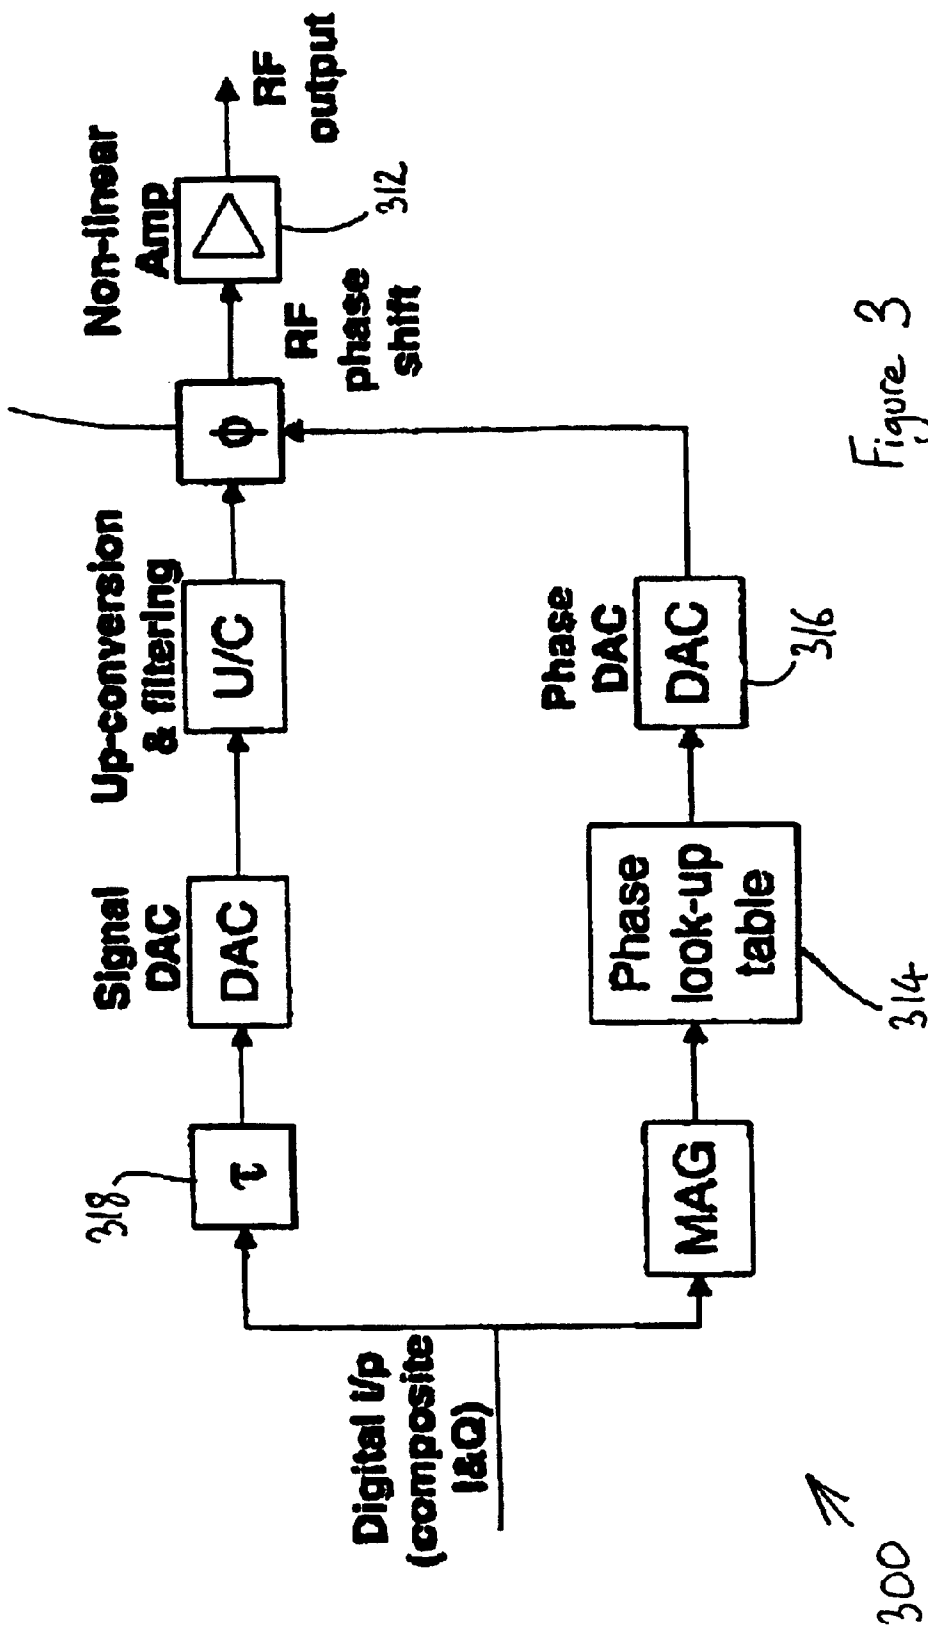 Digital i/p
(composite
I&Q)
318
τ
Signal
DAC
DAC
Up-conversion
& filtering
U/C
ϕ
RF
phase
shift
Non-linear
Amp
312
RF
output
MAG
Phase
look-up
table
314
Phase
DAC
DAC
316
300
Figure 3